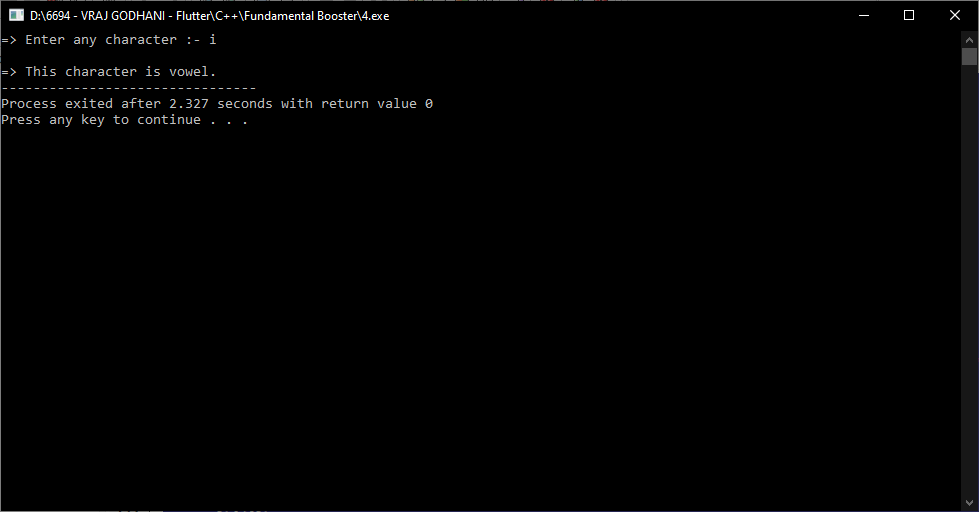 D:\6694 - VRAJ GODHANI - Flutter\C++\Fundamental Booster\4.exe
=> Enter any character :- i
=> This character is vowel.
--------------------------------
Process exited after 2.327 seconds with return value 0
Press any key to continue . . .